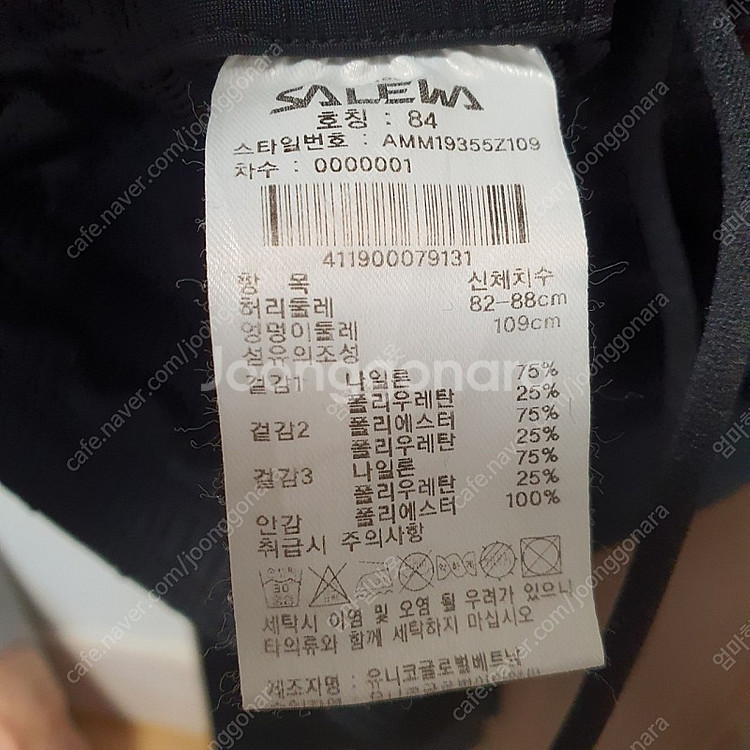 SALEWA
호칭 : 84
스타일번호 : AMM19355Z109
차수 : 0000001
411900079131
항 목 신체치수
허리둘레 82-88cm
엉덩이둘레 109cm
섬유의조성
겉감1 나일론 75%
폴리우레탄 25%
겉감2 폴리에스터 75%
폴리우레탄 25%
겉감3 나일론 75%
폴리우레탄 25%
안감 폴리에스터 100%
취급시 주의사항
세탁시 이염 및 오염 될 우려가 있으니
타의류와 함께 세탁하지 마십시오
제조자명 : 유니코글로벌베트남
Joonggonara
cafe.naver.com/joonggonara